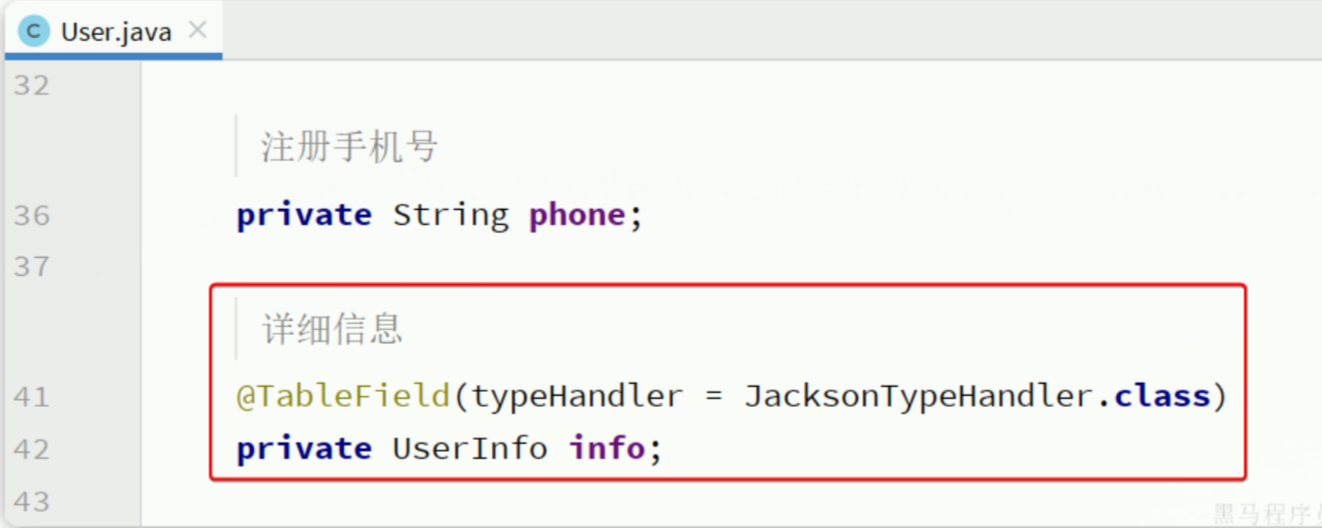 C User.java ×
32
注册手机号
36 private String phone;
37
详细信息
41 @TableField(typeHandler = JacksonTypeHandler.class)
42 private UserInfo info;
43
黑马程序员